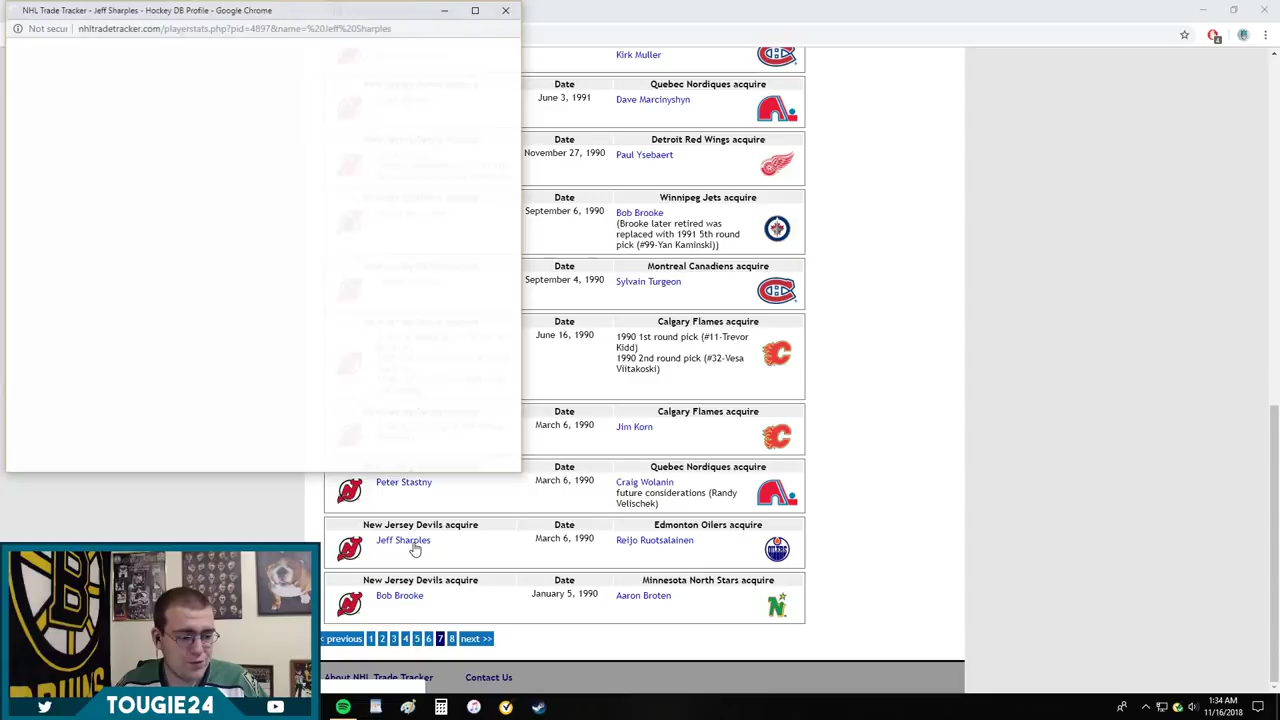 NHL Trade Tracker - Jeff Sharples - Hockey DB Profile - Google Chrome
Not secui
nhltradetracker.com/playerstats.php?pid=4897&name=%20Jeff%20Sharples
4
Kirk Muller
Date
Quebec Nordiques acquire
June 3, 1991
Dave Marcinyshyn
Date
Detroit Red Wings acquire
November 27, 1990
Paul Ysebaert
Date
Winnipeg Jets acquire
September 6, 1990
Bob Brooke
(Brooke later retired was
replaced with 1991 5th round
pick (#99-Yan Kaminski))
Date
Montreal Canadiens acquire
September 4, 1990
Sylvain Turgeon
Date
Calgary Flames acquire
June 16, 1990
1990 1st round pick (#11-Trevor
Kidd)
1990 2nd round pick (#32-Vesa
Viitakoski)
Date
Calgary Flames acquire
March 6, 1990
Jim Korn
Date
Quebec Nordiques acquire
Peter Stastny
March 6, 1990
Craig Wolanin
future considerations (Randy
Velischek)
New Jersey Devils acquire
Date
Edmonton Oilers acquire
Jeff Sharples
March 6, 1990
Reijo Ruotsalainen
New Jersey Devils acquire
Date
Minnesota North Stars acquire
Bob Brooke
January 5, 1990
Aaron Broten
< previous 1 2 3 4 5 6 7 8 next >>
About NHL Trade Tracker
Contact Us
BRUINS
TOUGIE24
1:34 AM
11/16/2018